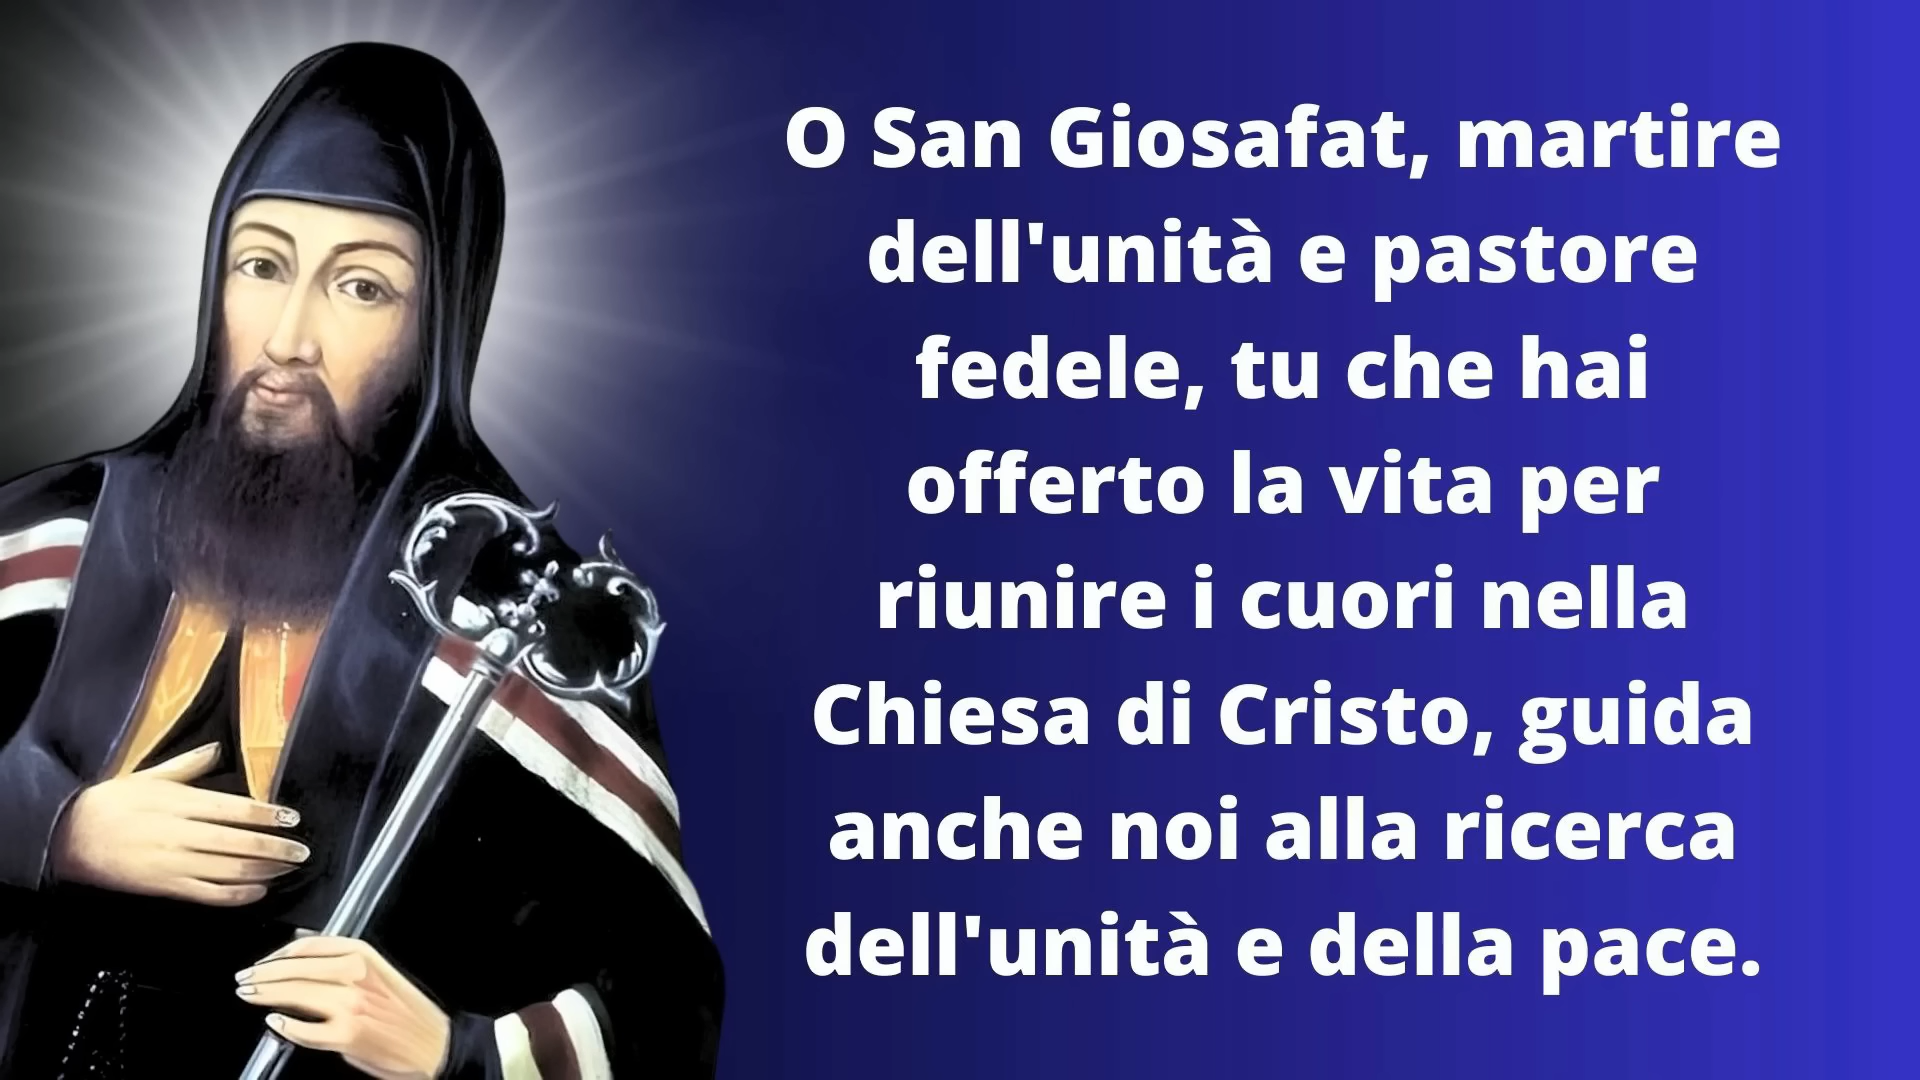 O San Giosafat, martire
dell'unità e pastore
fedele, tu che hai
offerto la vita per
riunire i cuori nella
Chiesa di Cristo, guida
anche noi alla ricerca
dell'unità e della pace.